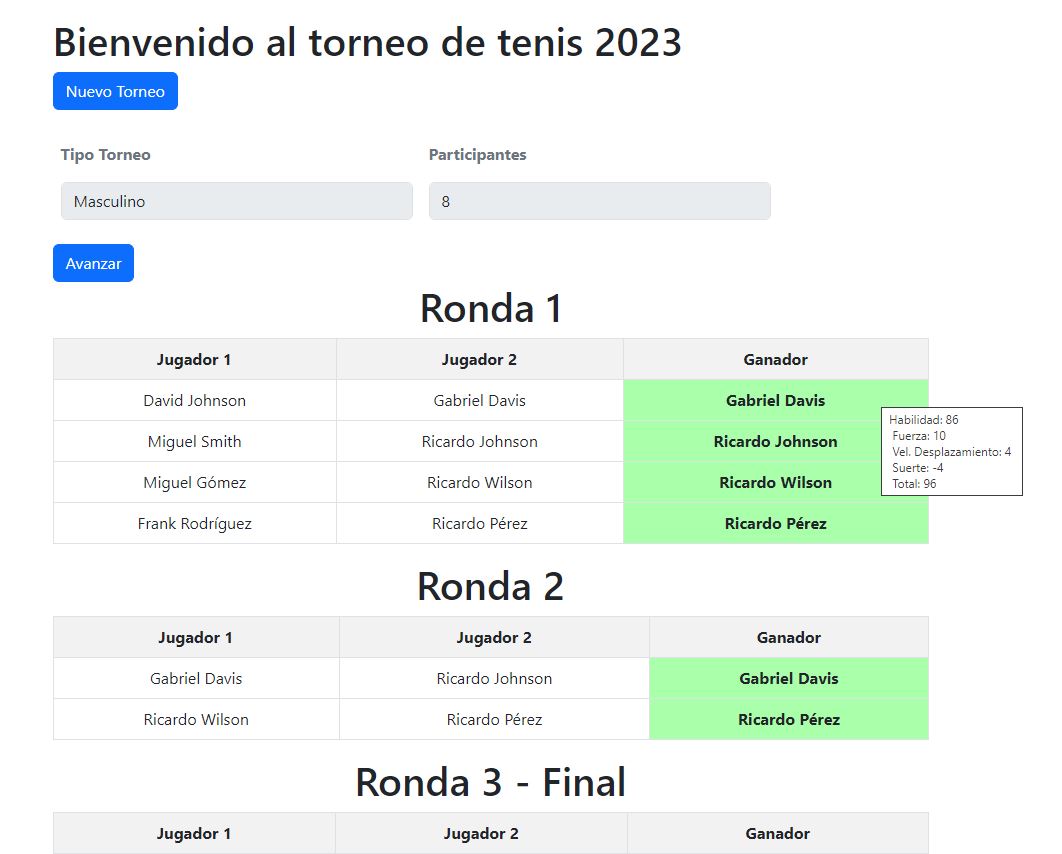 Bienvenido al torneo de tenis 2023
Nuevo Torneo
Tipo Torneo Participantes
Masculino 8
Avanzar
Ronda 1
Jugador 1 Jugador 2 Ganador
David Johnson Gabriel Davis Gabriel Davis
Miguel Smith Ricardo Johnson Ricardo Johnson
Miguel Gómez Ricardo Wilson Ricardo Wilson
Frank Rodríguez Ricardo Pérez Ricardo Pérez
Habilidad: 86
Fuerza: 10
Vel. Desplazamiento: 4
Suerte: -4
Total: 96
Ronda 2
Jugador 1 Jugador 2 Ganador
Gabriel Davis Ricardo Johnson Gabriel Davis
Ricardo Wilson Ricardo Pérez Ricardo Pérez
Ronda 3 - Final
Jugador 1 Jugador 2 Ganador